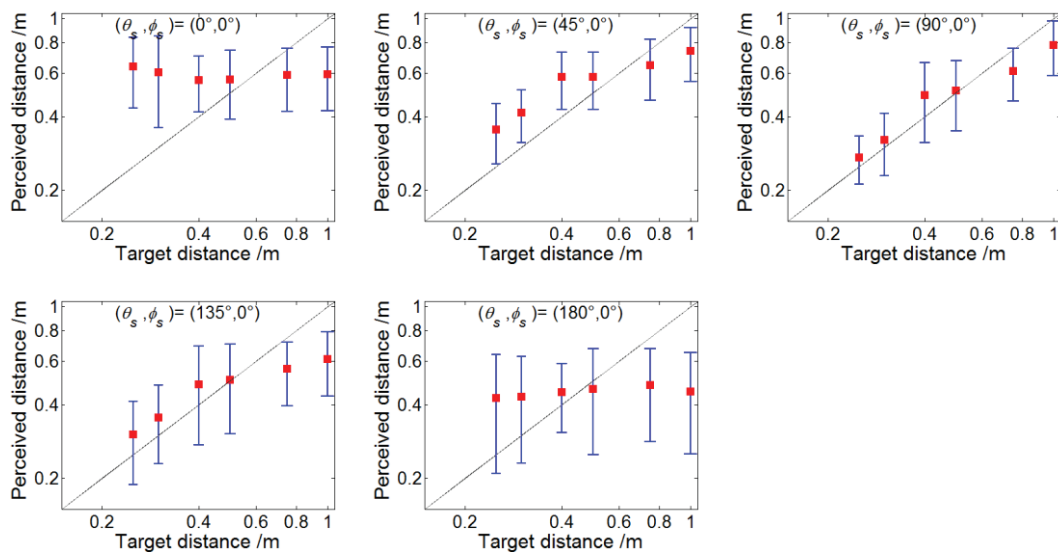 (θs ,ϕs )= (0°,0°)
Perceived distance /m
1
0.8
0.6
0.4
0.2
0.2 0.4 0.6 0.8 1
Target distance /m
(θs ,ϕs )= (45°,0°)
Perceived distance /m
1
0.8
0.6
0.4
0.2
0.2 0.4 0.6 0.8 1
Target distance /m
(θs ,ϕs )= (90°,0°)
Perceived distance /m
1
0.8
0.6
0.4
0.2
0.2 0.4 0.6 0.8 1
Target distance /m
(θs ,ϕs )= (135°,0°)
Perceived distance /m
1
0.8
0.6
0.4
0.2
0.2 0.4 0.6 0.8 1
Target distance /m
(θs ,ϕs )= (180°,0°)
Perceived distance /m
1
0.8
0.6
0.4
0.2
0.2 0.4 0.6 0.8 1
Target distance /m